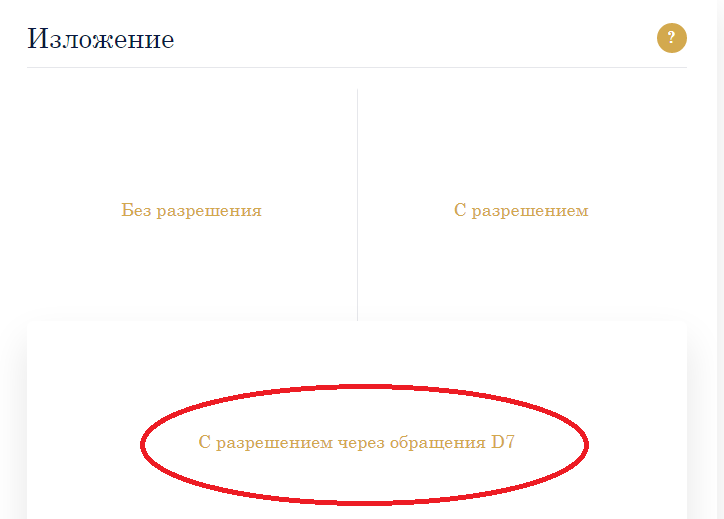 Изложение
?
Без разрешения
С разрешением
С разрешением через обращения D7